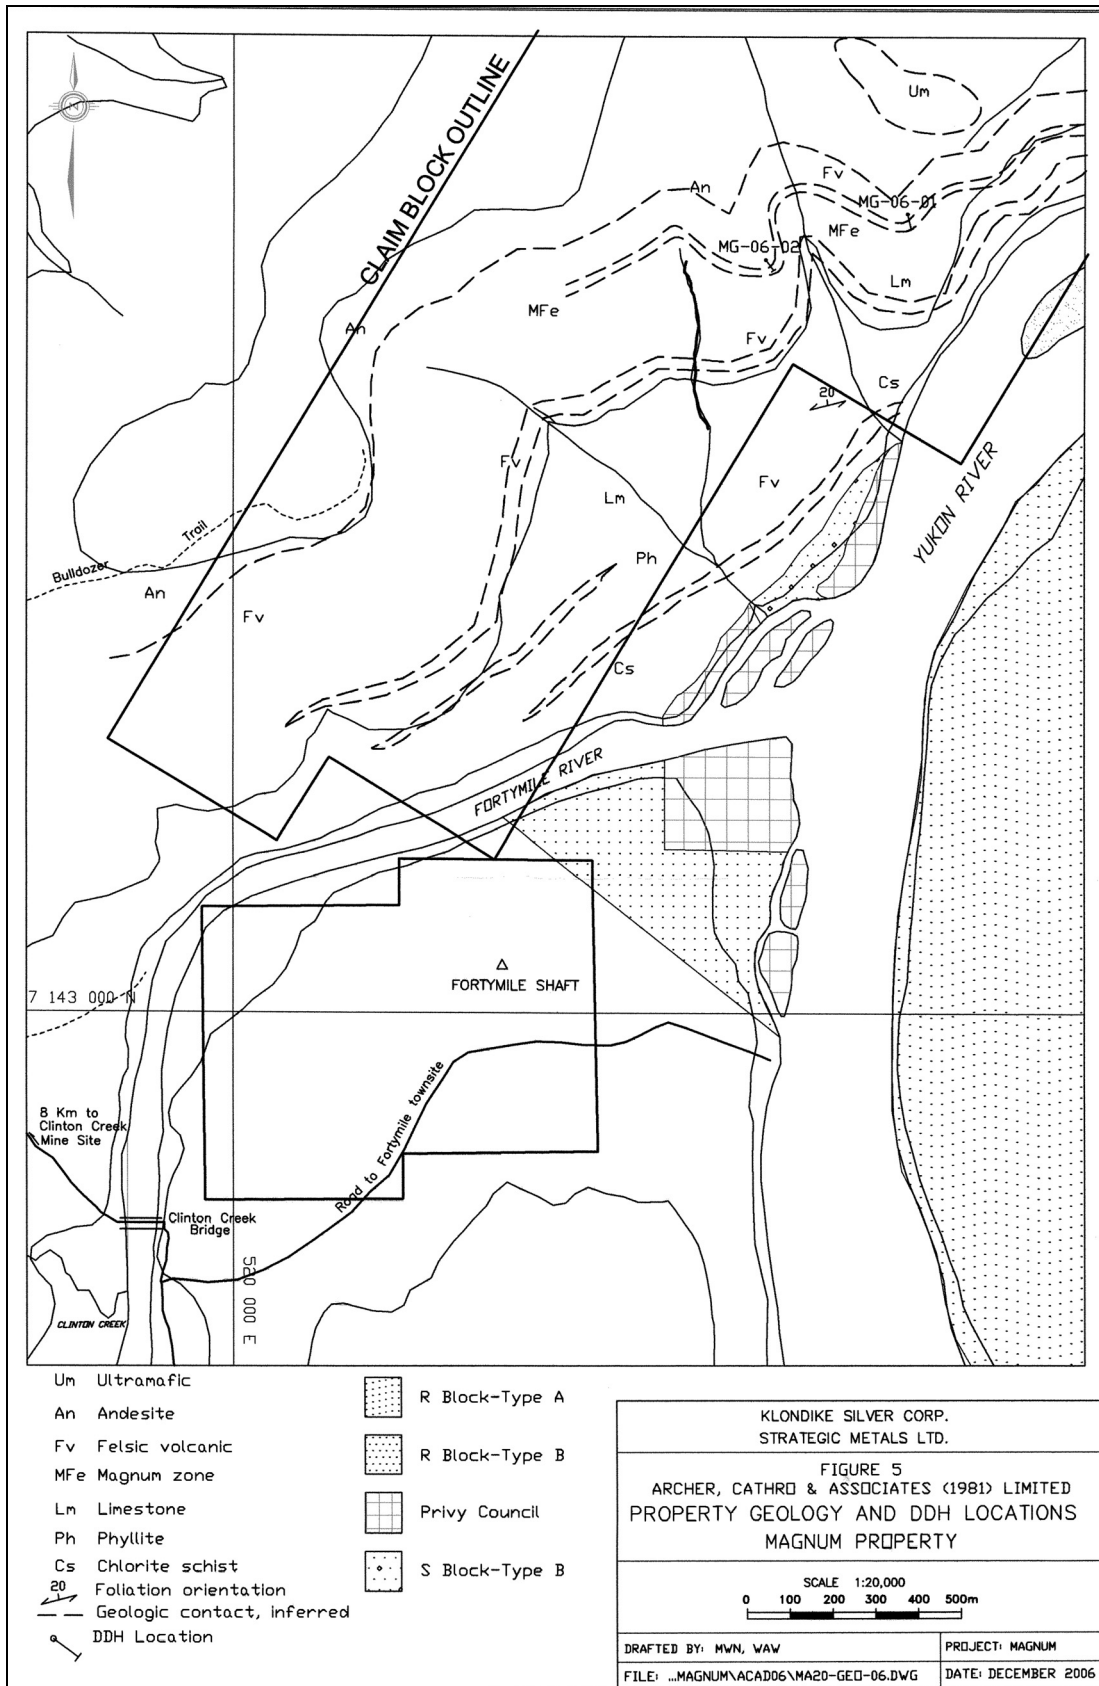 N
Um
CLAIM BLOCK OUTLINE
An
Fv
MG-06-01
MFe
MG-06-02
Lm
MFe
An
Fv
Cs
20
Fv
Fv
Lm
YUKON RIVER
Bulldozer Trail
Ph
An
Fv
Cs
FORTYMILE RIVER
FORTYMILE SHAFT
7 143 000 N
Road to Fortymile townsite
8 Km to
Clinton Creek
Mine Site
Clinton Creek
Bridge
520 000 E
CLINTON CREEK
Um Ultramafic
An Andesite
Fv Felsic volcanic
MFe Magnum zone
Lm Limestone
Ph Phyllite
Cs Chlorite schist
20 Foliation orientation
Geologic contact, inferred
DDH Location
R Block-Type A
R Block-Type B
Privy Council
S Block-Type B
KLONDIKE SILVER CORP.
STRATEGIC METALS LTD.
FIGURE 5
ARCHER, CATHRO & ASSOCIATES (1981) LIMITED
PROPERTY GEOLOGY AND DDH LOCATIONS
MAGNUM PROPERTY
SCALE 1:20,000
0 100 200 300 400 500m
DRAFTED BY: MWN, WAW
PROJECT: MAGNUM
FILE: ...MAGNUM\ACAD06\MA20-GEO-06.DWG
DATE: DECEMBER 2006